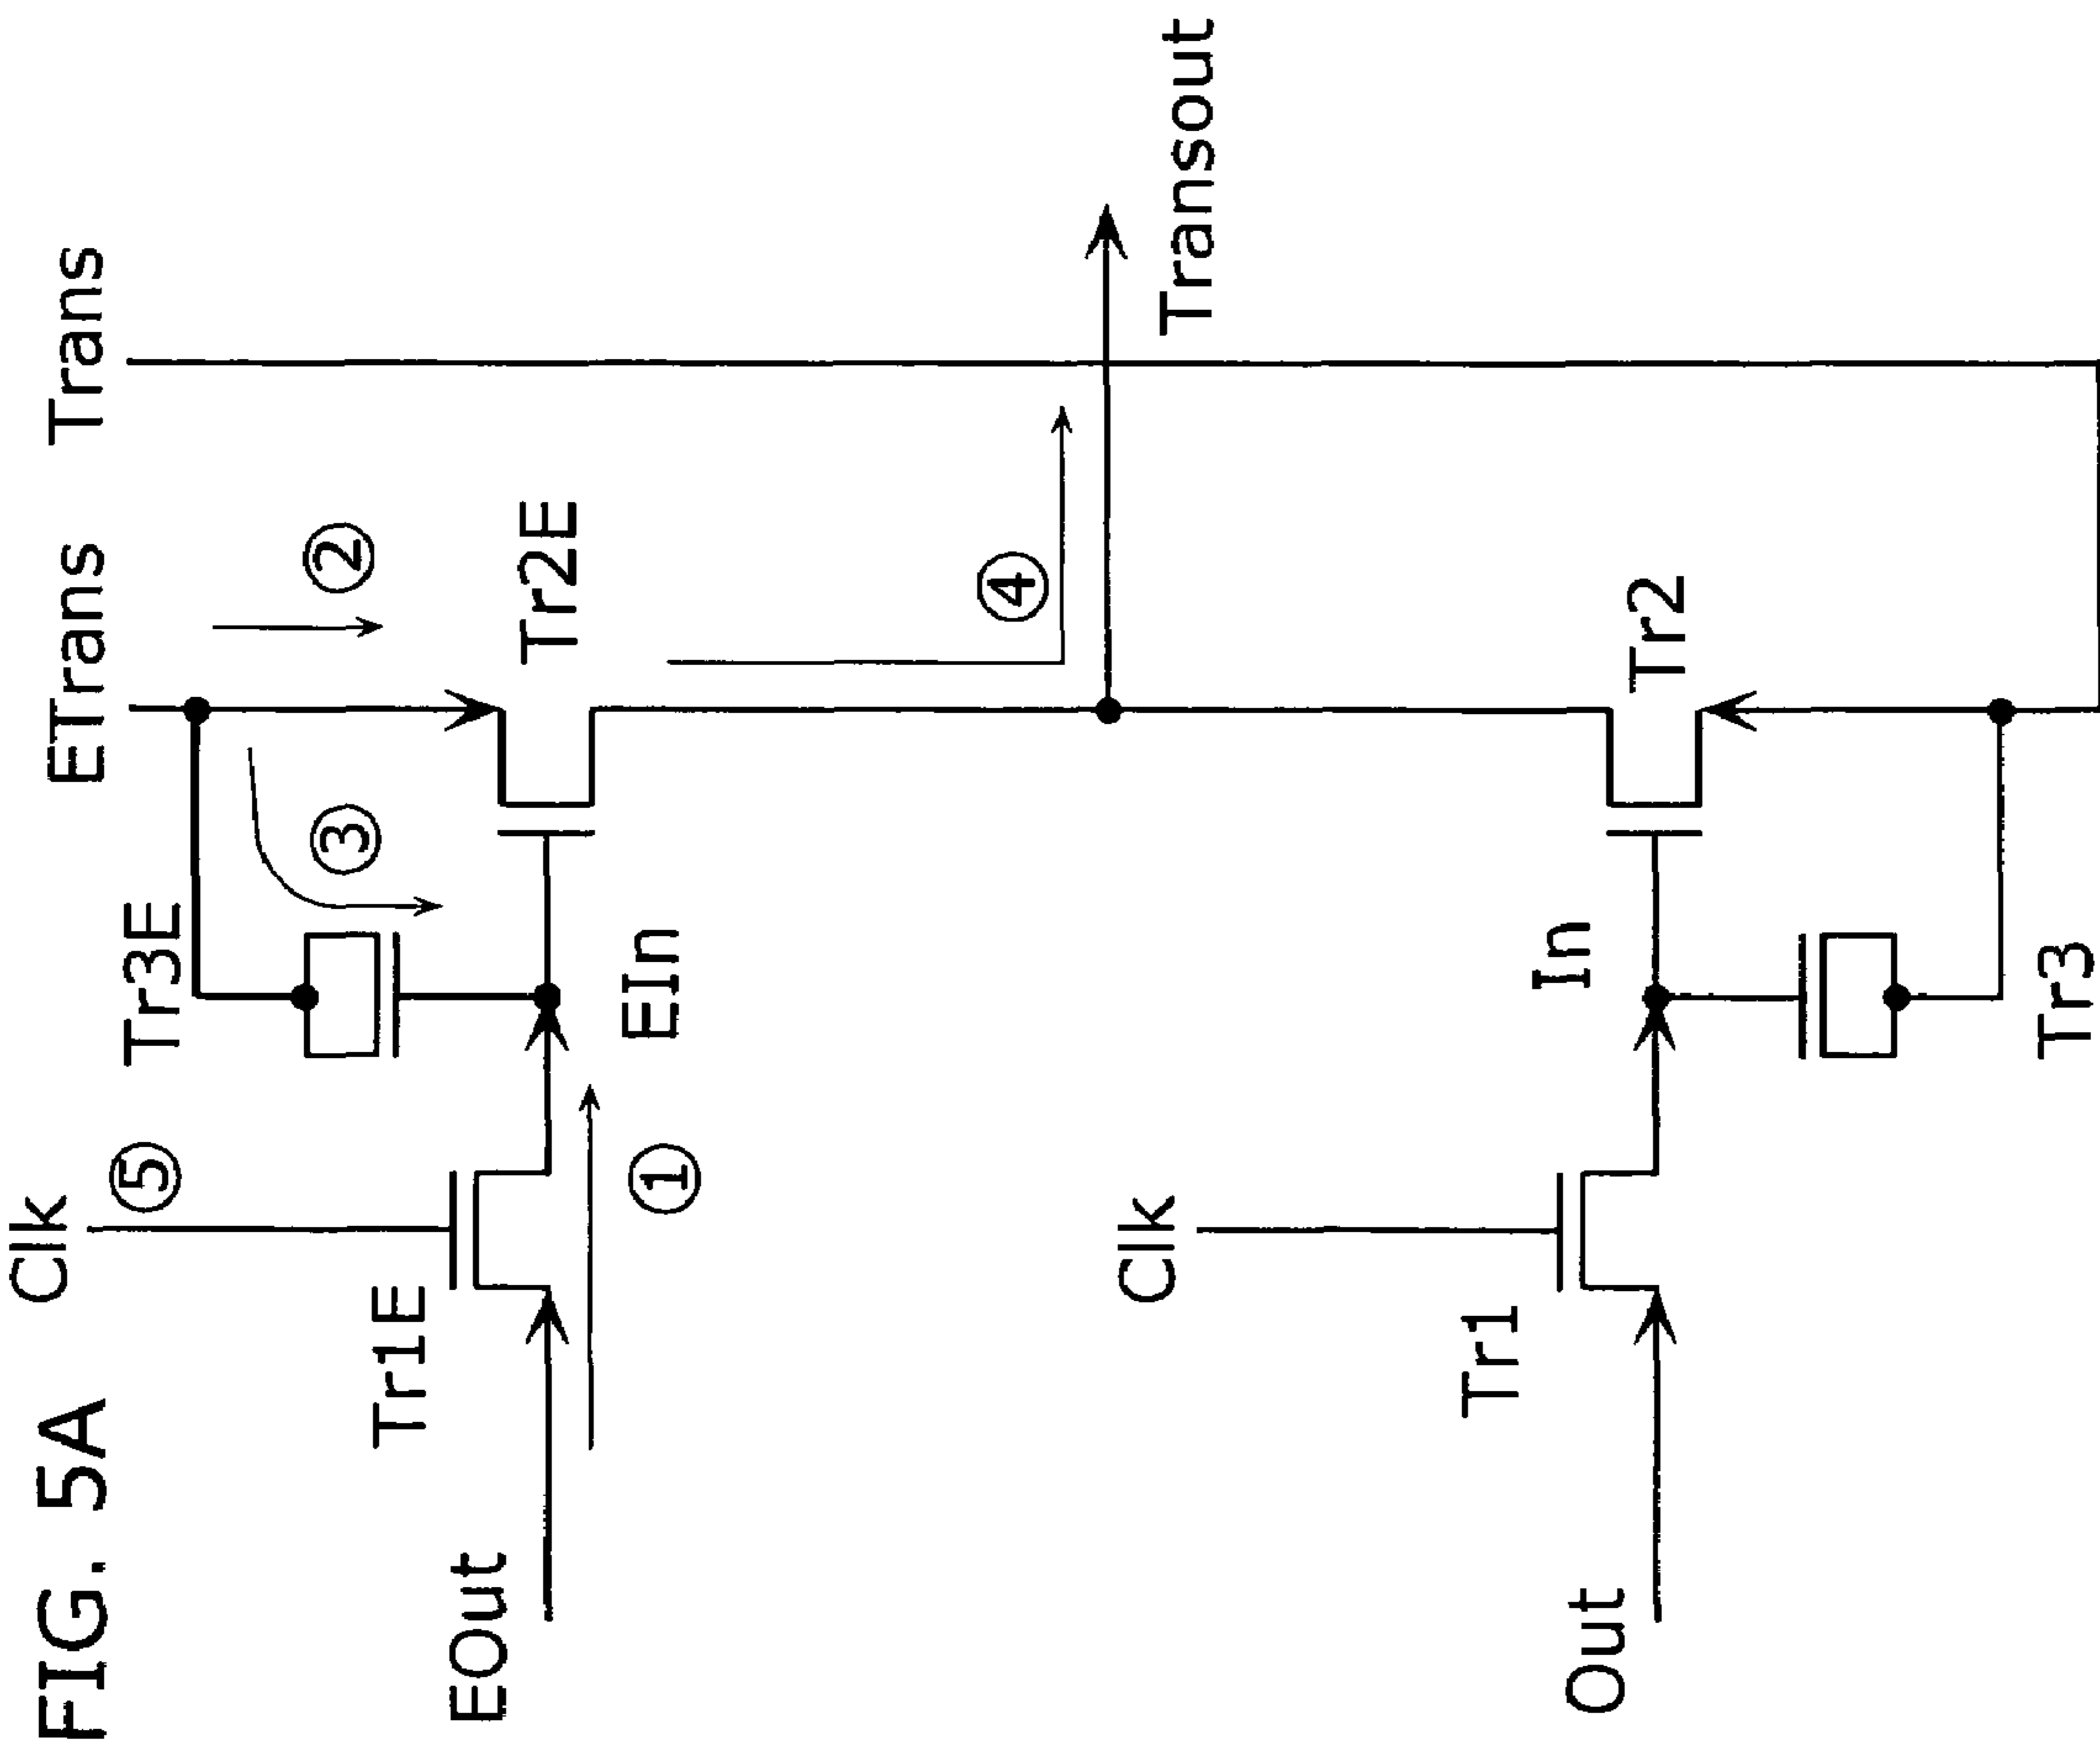 FIG. 5A
Clk
⑤
Tr1E
EOut
①
Tr3E
③
EIn
ETrans
②
Tr2E
④
Trans
Transout
Clk
Tr1
Out
In
Tr2
Tr3